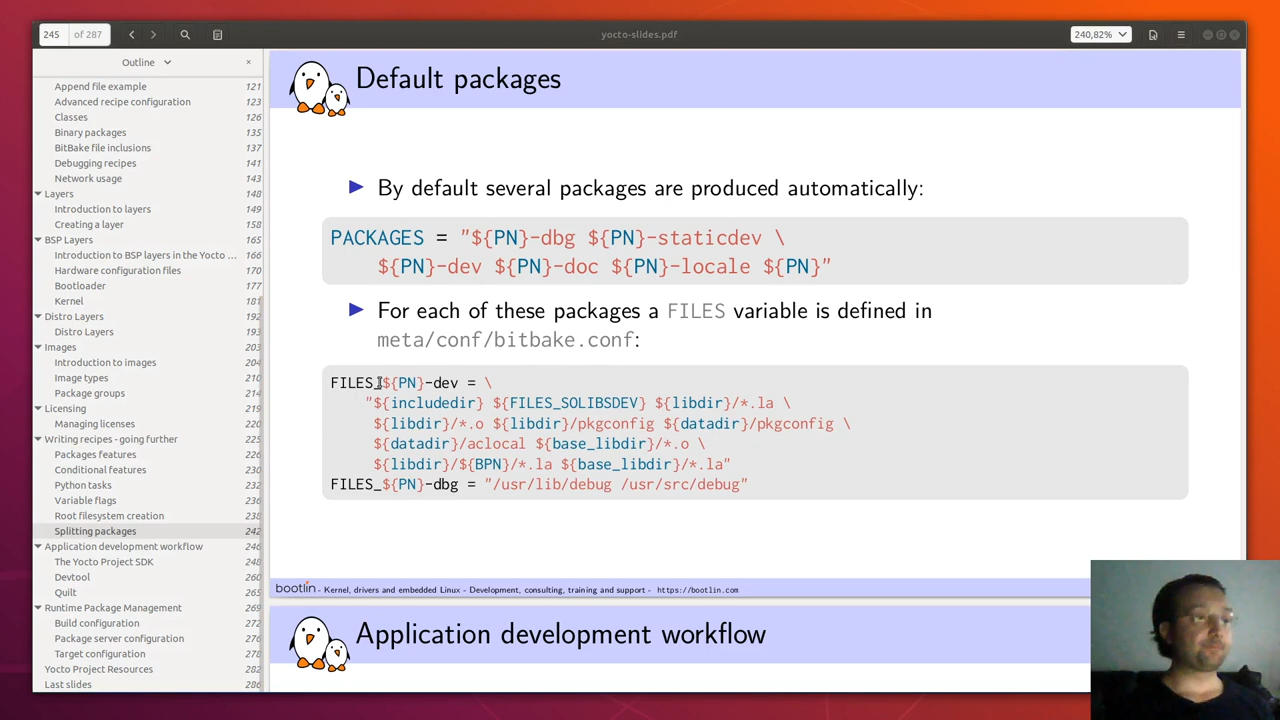 245 of 287
yocto-slides.pdf
240,82%
Outline
Append file example 121
Advanced recipe configuration 123
Classes 126
Binary packages 135
BitBake file inclusions 137
Debugging recipes 141
Network usage 143
Layers 148
Introduction to layers 149
Creating a layer 158
BSP Layers 165
Introduction to BSP layers in the Yocto ... 166
Hardware configuration files 170
Bootloader 177
Kernel 181
Distro Layers 192
Distro Layers 193
Images 203
Introduction to images 204
Image types 210
Package groups 214
Licensing 219
Managing licenses 220
Writing recipes - going further 225
Packages features 226
Conditional features 230
Python tasks 232
Variable flags 236
Root filesystem creation 238
Splitting packages 242
Application development workflow 246
The Yocto Project SDK 248
Devtool 260
Quilt 265
Runtime Package Management 269
Build configuration 272
Package server configuration 276
Target configuration 278
Yocto Project Resources 282
Last slides 286
Default packages
By default several packages are produced automatically:
PACKAGES = "${PN}-dbg ${PN}-staticdev \
${PN}-dev ${PN}-doc ${PN}-locale ${PN}"
For each of these packages a FILES variable is defined in
meta/conf/bitbake.conf:
FILES_${PN}-dev = \
"${includedir} ${FILES_SOLIBSDEV} ${libdir}/*.la \
${libdir}/*.o ${libdir}/pkgconfig ${datadir}/pkgconfig \
${datadir}/aclocal ${base_libdir}/*.o \
${libdir}/${BPN}/*.la ${base_libdir}/*.la"
FILES_${PN}-dbg = "/usr/lib/debug /usr/src/debug"
bootlin - Kernel, drivers and embedded Linux - Development, consulting, training and support - https://bootlin.com
Application development workflow